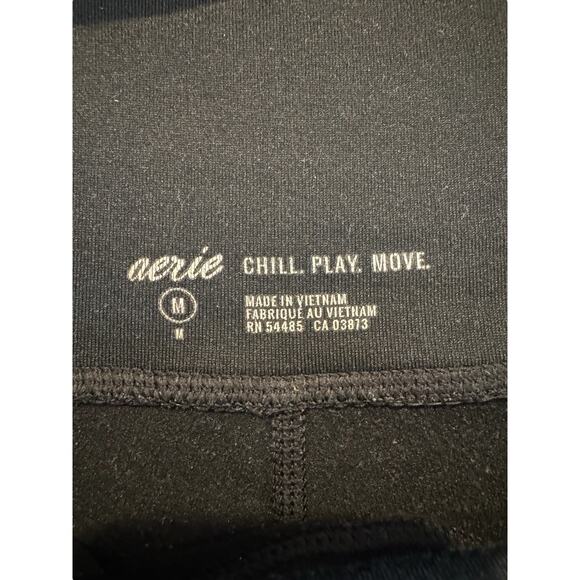 aerie CHILL. PLAY. MOVE.
M
M
MADE IN VIETNAM
FABRIQUÉ AU VIETNAM
RN 54485 CA 03873